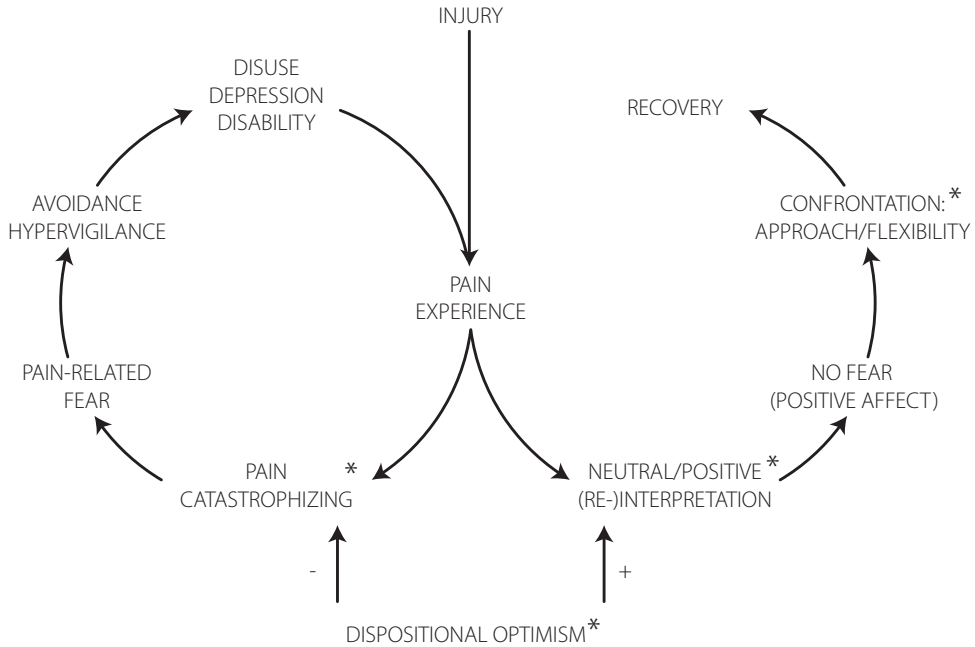 INJURY
DISUSE
DEPRESSION
DISABILITY
RECOVERY
AVOIDANCE
HYPERVIGILANCE
CONFRONTATION: *
APPROACH/FLEXIBILITY
PAIN
EXPERIENCE
PAIN-RELATED
FEAR
NO FEAR
(POSITIVE AFFECT)
PAIN *
CATASTROPHIZING
NEUTRAL/POSITIVE *
(RE-)INTERPRETATION
-
+
DISPOSITIONAL OPTIMISM*